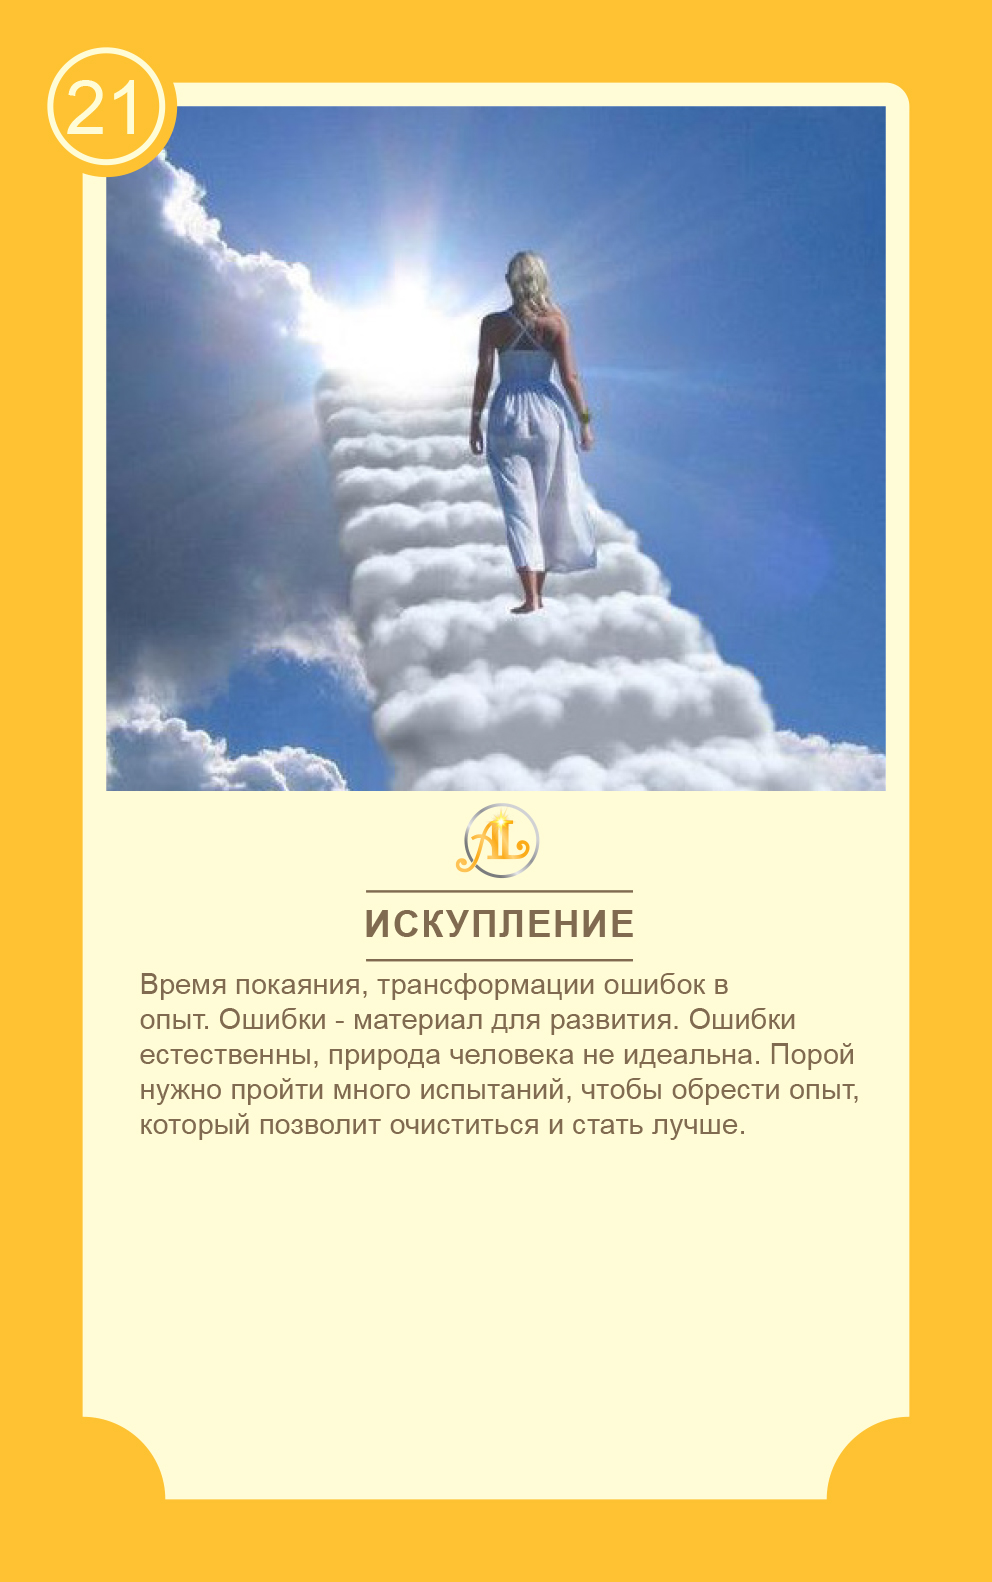 21
AL
ИСКУПЛЕНИЕ
Время покаяния, трансформации ошибок в
опыт. Ошибки - материал для развития. Ошибки
естественны, природа человека не идеальна. Порой
нужно пройти много испытаний, чтобы обрести опыт,
который позволит очиститься и стать лучше.